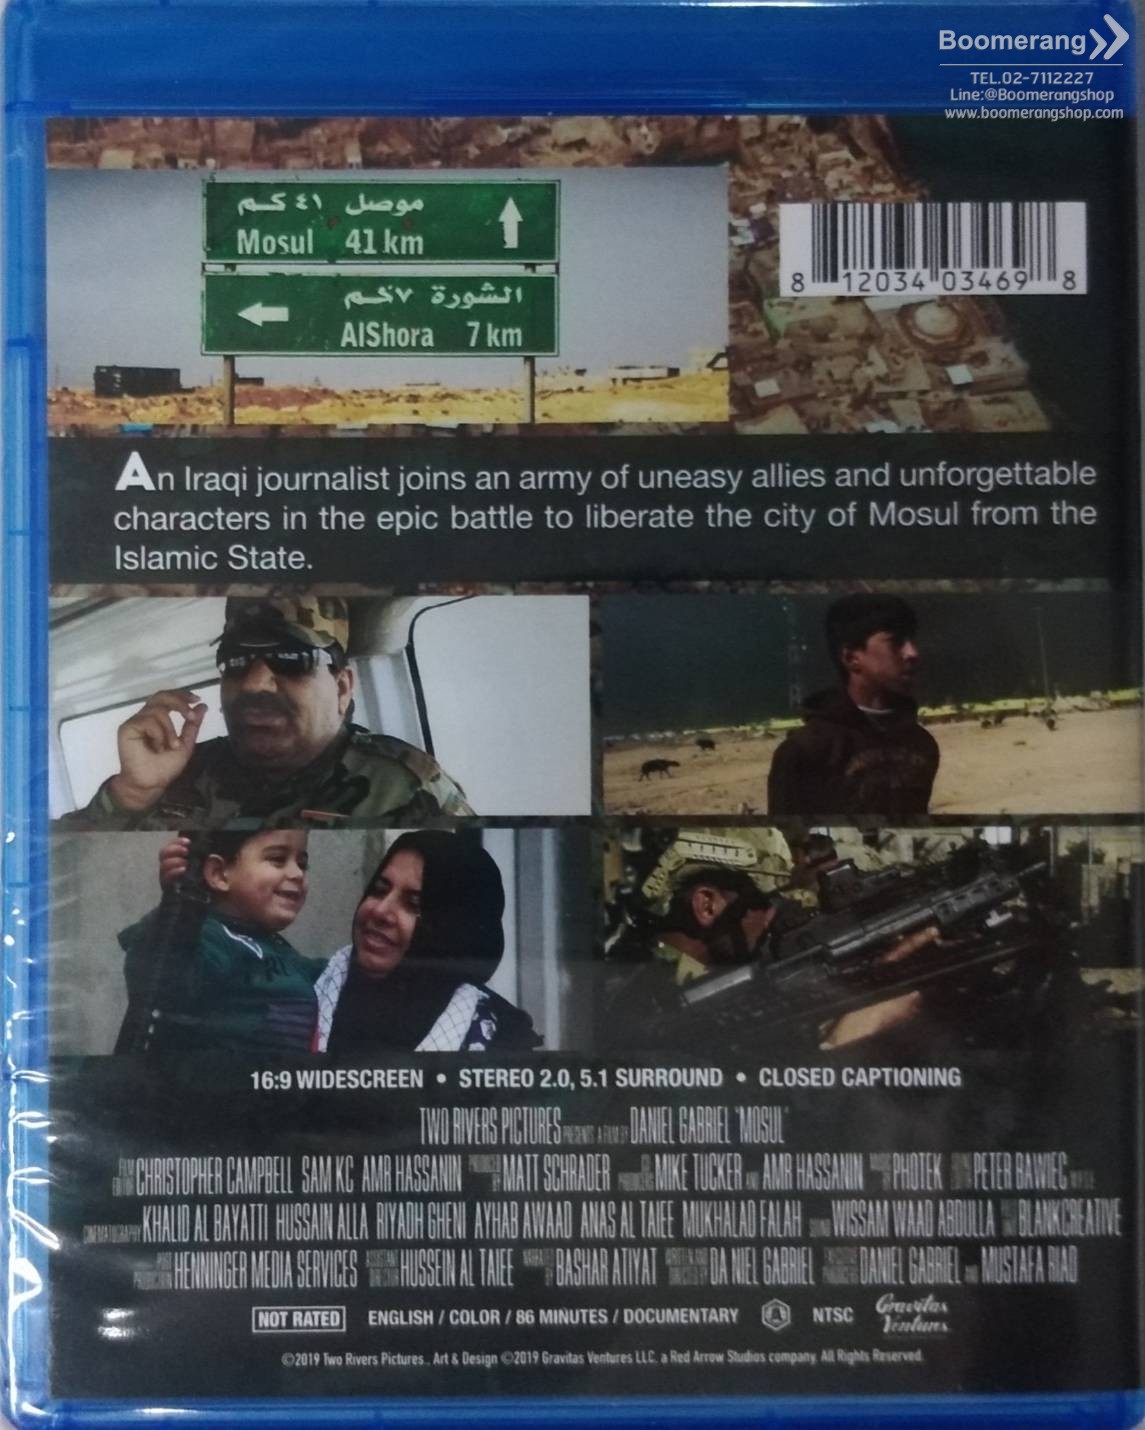 Boomerang
TEL.02-7112227
Line:@Boomerangshop
www.boomerangshop.com
موصل ٤١ كم
Mosul 41 km
الشورة ٧ كم
AlShora 7 km
8 12034 03469 8
An Iraqi journalist joins an army of uneasy allies and unforgettable
characters in the epic battle to liberate the city of Mosul from the
Islamic State.
16:9 WIDESCREEN • STEREO 2.0, 5.1 SURROUND • CLOSED CAPTIONING
TWO RIVERS PICTURES PRESENTS A FILM BY DANIEL GABRIEL "MOSUL"
CHRISTOPHER CAMPBELL SAM KC AMR HASSANIN MATT SCHRADER MIKE TUCKER AMR HASSANIN PHOTEK PETER BAWIEC
CINEMATOGRAPHY KHALID AL BAYATTI HUSSAIN ALLA RIYADH GHENI AYHAB AWAAD ANAS AL TAIEE MUKHALAD FALAH WISSAM WAAD ABDULLA BLANKCREATIVE
HENNINGER MEDIA SERVICES HUSSEIN AL TAIEE BASHAR ATIYAT DANIEL GABRIEL DANIEL GABRIEL MUSTAFA RIAD
NOT RATED ENGLISH / COLOR / 86 MINUTES / DOCUMENTARY NTSC Gravitas Ventures
©2019 Two Rivers Pictures., Art & Design ©2019 Gravitas Ventures LLC, a Red Arrow Studios company. All Rights Reserved.